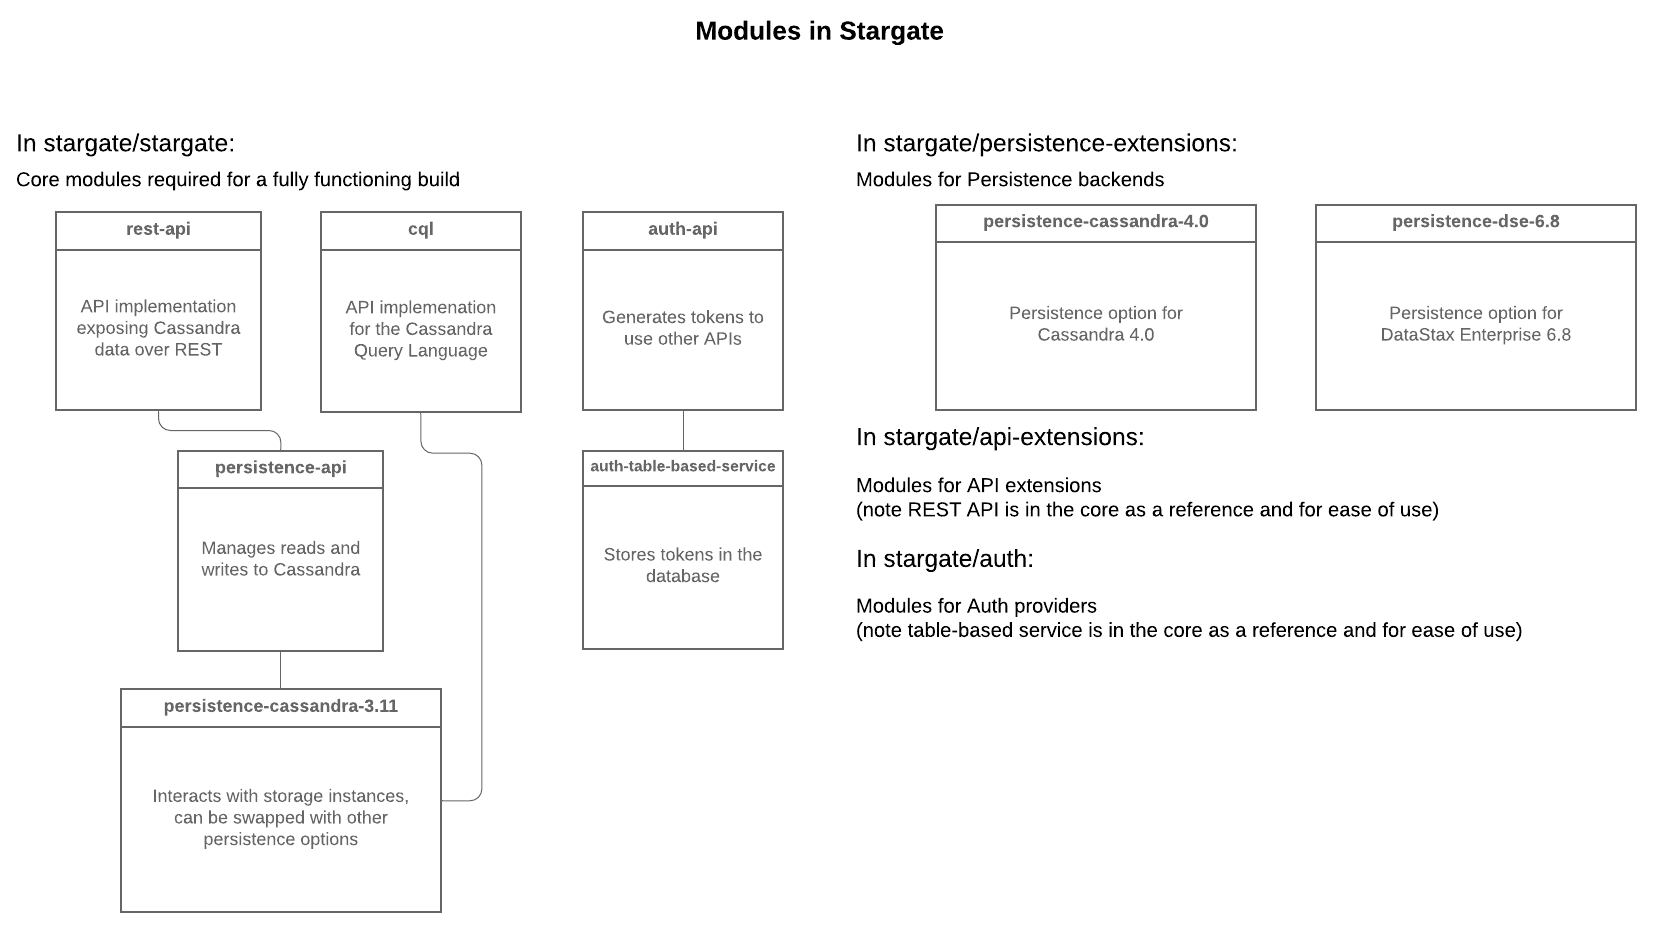 Modules in Stargate
In stargate/stargate:
Core modules required for a fully functioning build
rest-api
API implementation
exposing Cassandra
data over REST
cql
API implemenation
for the Cassandra
Query Language
auth-api
Generates tokens to
use other APIs
persistence-api
Manages reads and
writes to Cassandra
auth-table-based-service
Stores tokens in the
database
persistence-cassandra-3.11
Interacts with storage instances,
can be swapped with other
persistence options
In stargate/persistence-extensions:
Modules for Persistence backends
persistence-cassandra-4.0
Persistence option for
Cassandra 4.0
persistence-dse-6.8
Persistence option for
DataStax Enterprise 6.8
In stargate/api-extensions:
Modules for API extensions
(note REST API is in the core as a reference and for ease of use)
In stargate/auth:
Modules for Auth providers
(note table-based service is in the core as a reference and for ease of use)